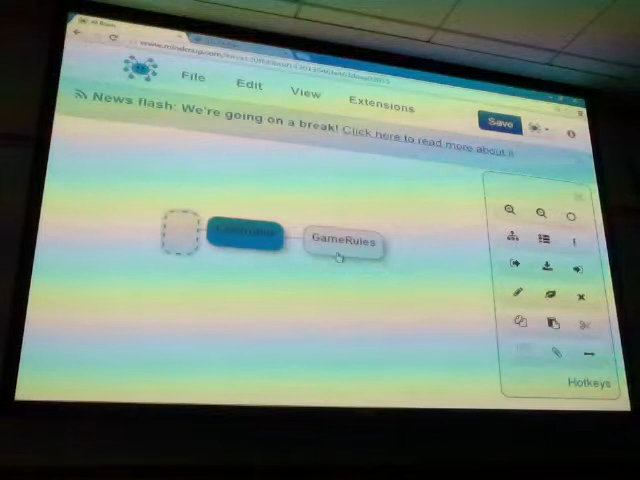 File Edit View Extensions
News flash: We're going on a break! Click here to read more about it
Save
GameRules
Hotkeys